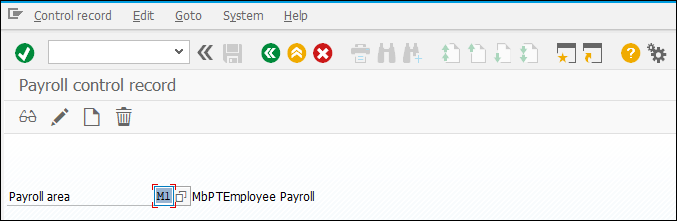 Control record Edit Goto System Help
Payroll control record
Payroll area M1 MbPTEmployee Payroll